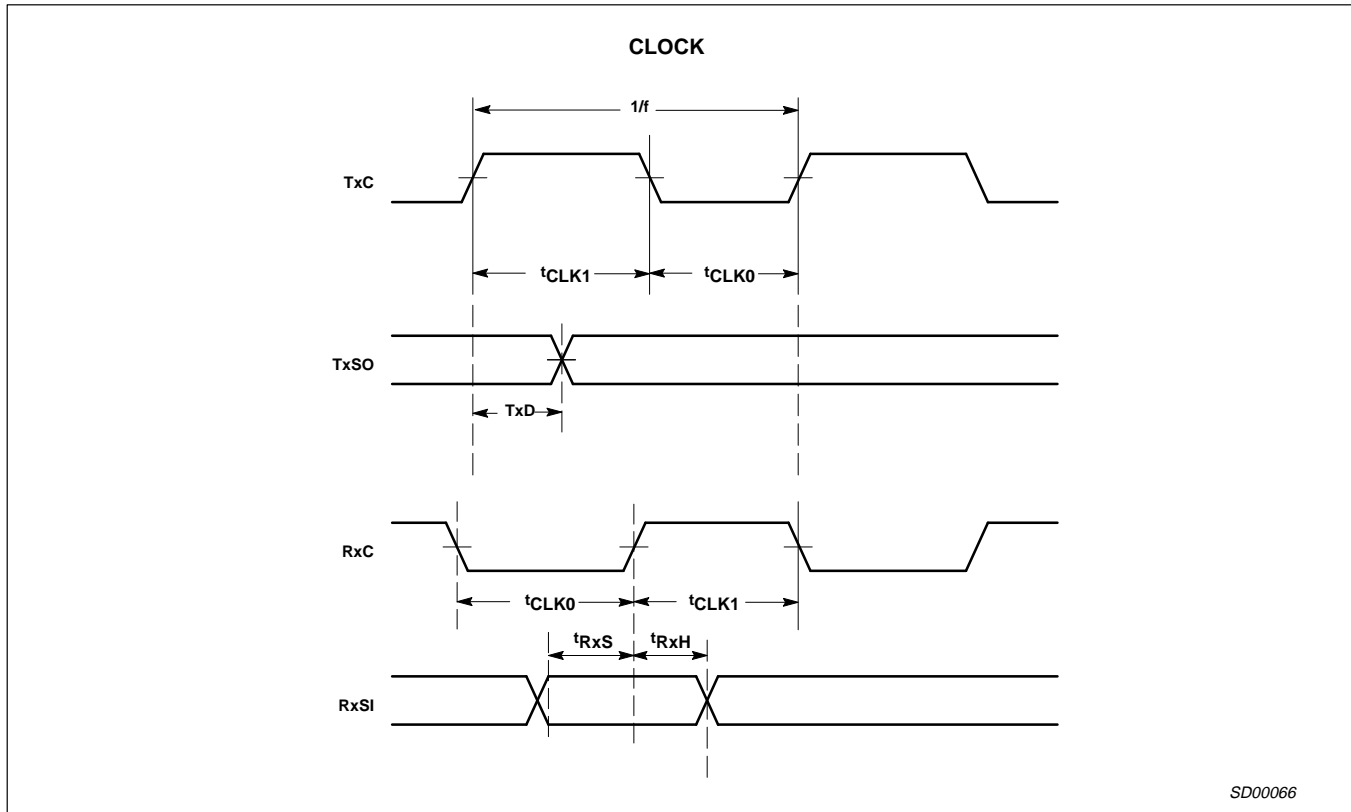 CLOCK
1/f
TxC
tCLK1
tCLK0
TxSO
TxD
RxC
tCLK0
tCLK1
tRxS
tRxH
RxSI
SD00066